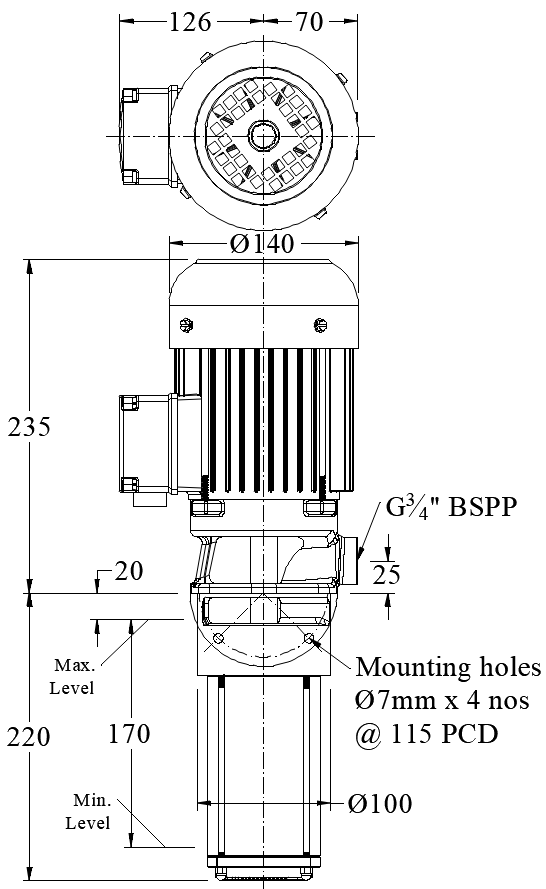 126
70
Ø140
235
G¾" BSPP
25
20
Max.
Level
Mounting holes
Ø7mm x 4 nos
@ 115 PCD
220
170
Min.
Level
Ø100